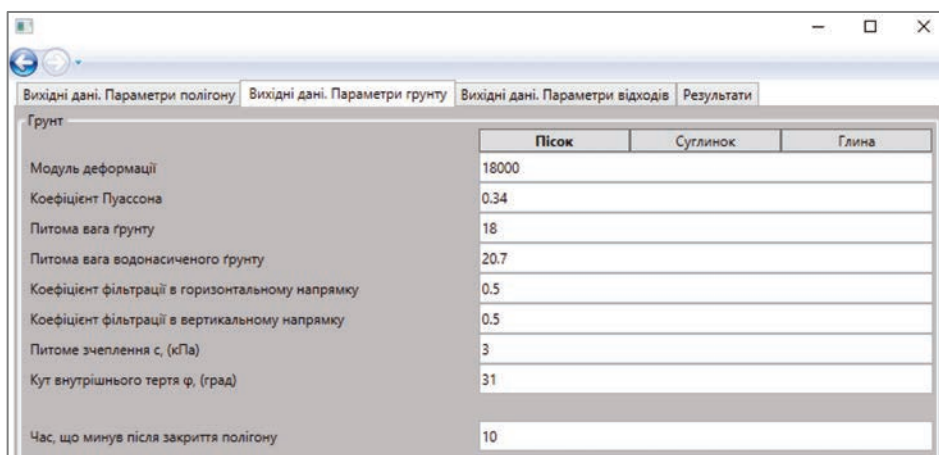 Вихідні дані. Параметри полігону Вихідні дані. Параметри грунту Вихідні дані. Параметри відходів Результати
Грунт
Пісок Суглинок Глина
Модуль деформації 18000
Коефіцієнт Пуассона 0.34
Питома вага ґрунту 18
Питома вага водонасиченого ґрунту 20.7
Коефіцієнт фільтрації в горизонтальному напрямку 0.5
Коефіцієнт фільтрації в вертикальному напрямку 0.5
Питоме зчеплення с, (кПа) 3
Кут внутрішнього тертя φ, (град) 31
Час, що минув після закриття полігону 10